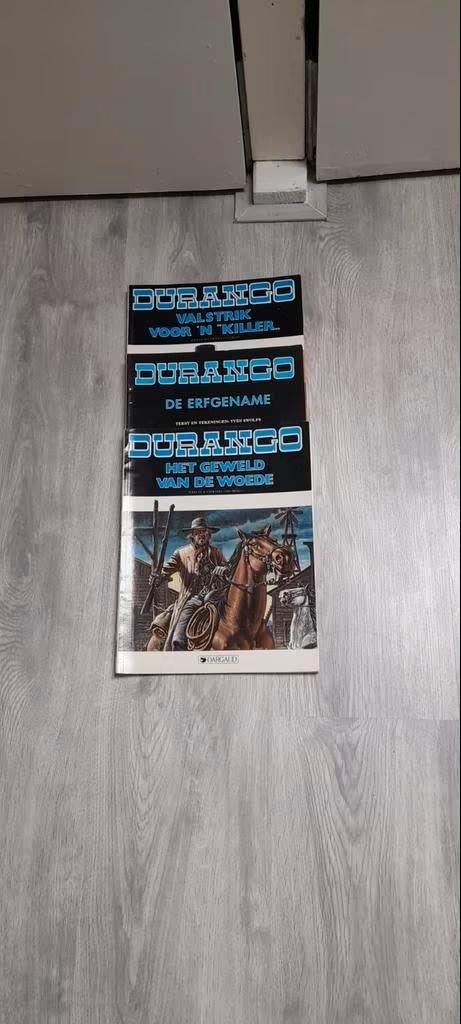 DURANGO
VALSTRIK
VOOR 'N "KILLER..
DURANGO
DE ERFGENAME
TEKST EN TEKENINGEN: YVES SWOLFS
DURANGO
HET GEWELD
VAN DE WOEDE
DARGAUD